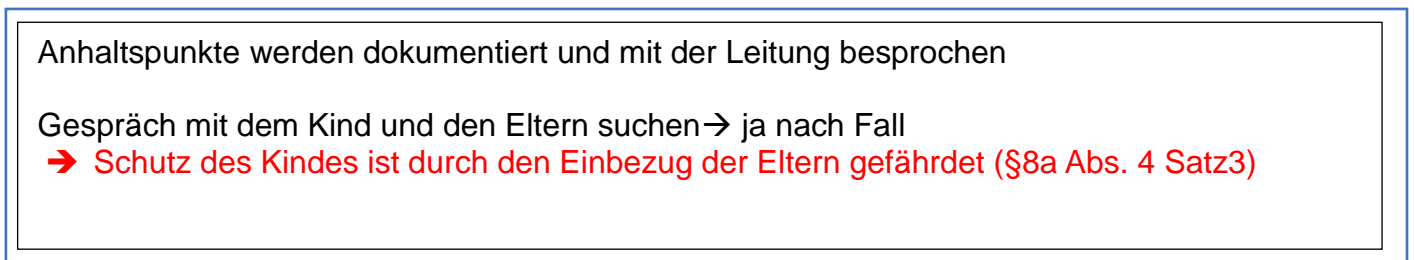 Anhaltspunkte werden dokumentiert und mit der Leitung besprochen
Gespräch mit dem Kind und den Eltern suchen→ ja nach Fall
➔ Schutz des Kindes ist durch den Einbezug der Eltern gefährdet (§8a Abs. 4 Satz3)